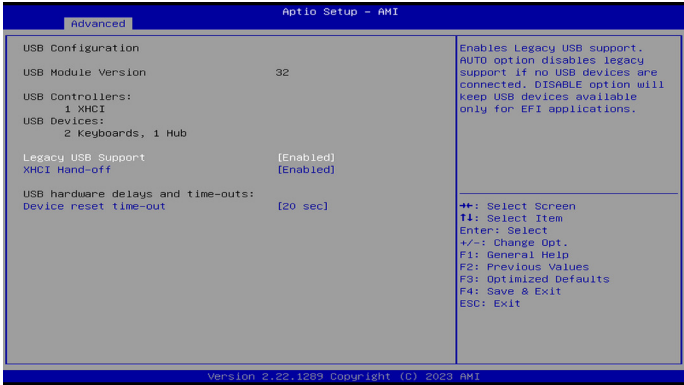 Aptio Setup – AMI
Advanced
USB Configuration
USB Module Version 32
USB Controllers:
1 XHCI
USB Devices:
2 Keyboards, 1 Hub
Legacy USB Support [Enabled]
XHCI Hand-off [Enabled]
USB hardware delays and time-outs:
Device reset time-out [20 sec]
Enables Legacy USB support.
AUTO option disables legacy
support if no USB devices are
connected. DISABLE option will
keep USB devices available
only for EFI applications.
→←: Select Screen
↑↓: Select Item
Enter: Select
+/-: Change Opt.
F1: General Help
F2: Previous Values
F3: Optimized Defaults
F4: Save & Exit
ESC: Exit
Version 2.22.1289 Copyright (C) 2023 AMI